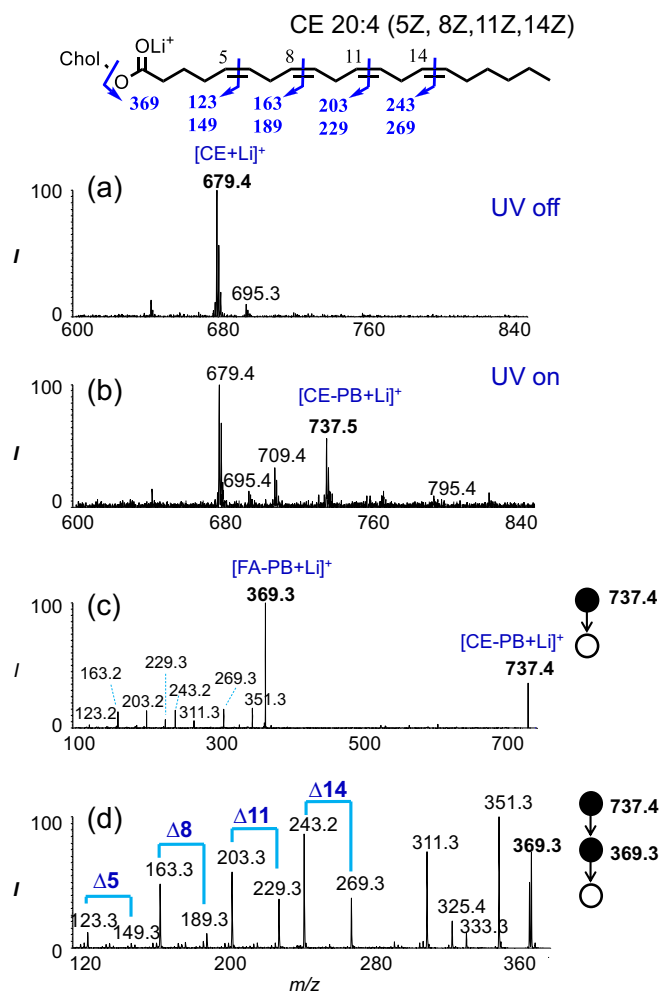 CE 20:4 (5Z, 8Z,11Z,14Z)
Chol
O
OLi⁺
5 8 11 14
369 123 163 203 243
149 189 229 269
[CE+Li]⁺
(a) 679.4 UV off
100
I
695.3
0
600 680 760 840
(b) 679.4 UV on
[CE-PB+Li]⁺
100
737.5
I
709.4
695.4 795.4
0
600 680 760 840
[FA-PB+Li]⁺
(c) 369.3 737.4
100
[CE-PB+Li]⁺
I
229.3 737.4
163.2 243.2 269.3
123.2 203.2 311.3 351.3
0
100 300 500 700
(d) Δ5 Δ8 Δ11 Δ14 737.4
100
243.2 351.3
369.3
203.3 311.3 369.3
163.3
I
229.3 269.3
123.3 149.3 189.3 325.4 333.3
0
120 200 280 360
m/z